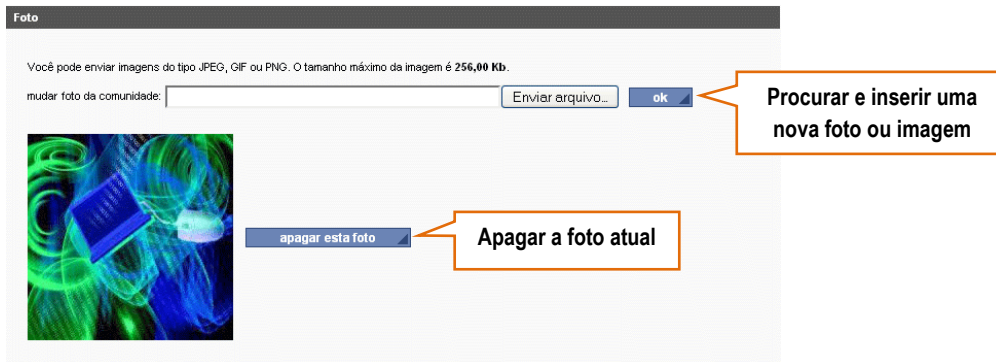 Foto
Você pode enviar imagens do tipo JPEG, GIF ou PNG. O tamanho máximo da imagem é 256,00 Kb.
mudar foto da comunidade: Enviar arquivo... ok
Procurar e inserir uma
nova foto ou imagem
apagar esta foto
Apagar a foto atual